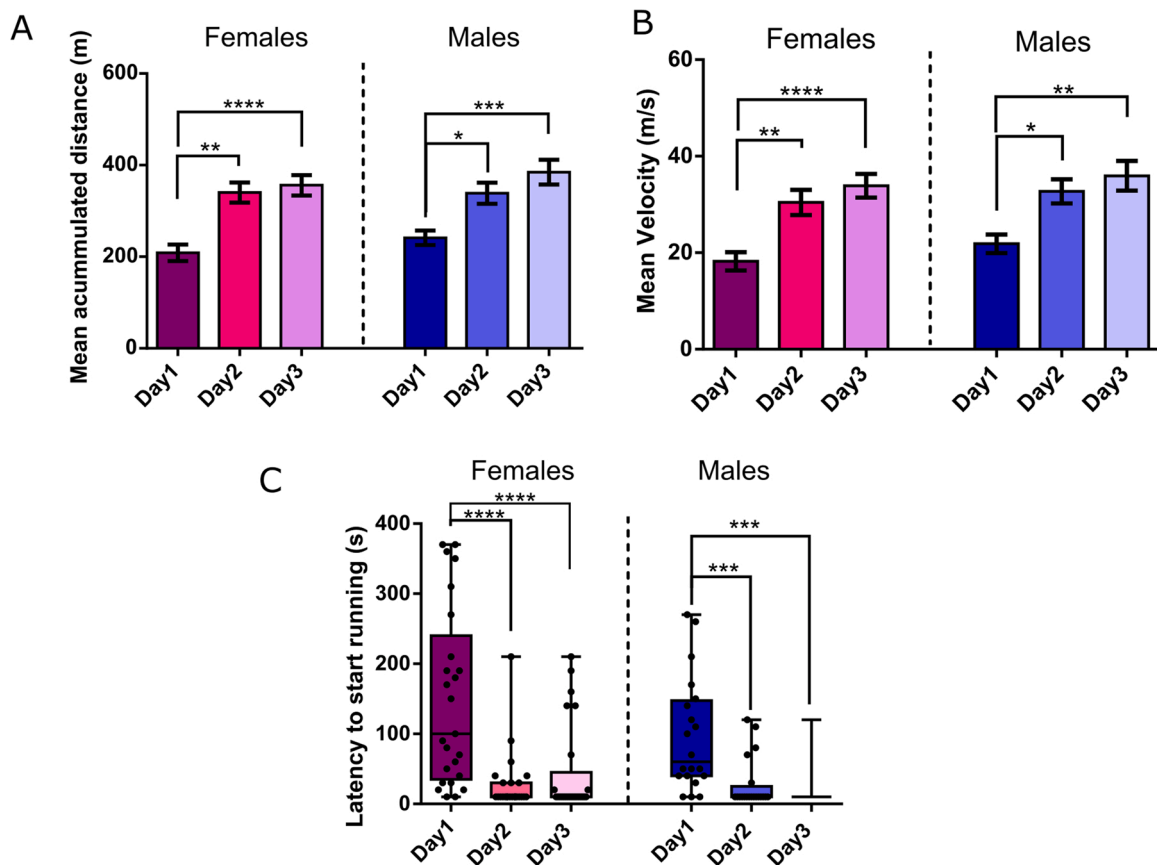 A
Females
Males
Mean acummulated distance (m)
600
400
200
0
****
**
***
*
Day1
Day2
Day3
Day1
Day2
Day3
B
Females
Males
Mean Velocity (m/s)
60
40
20
0
****
**
**
*
Day1
Day2
Day3
Day1
Day2
Day3
C
Females
Males
Latency to start running (s)
400
300
200
100
0
****
****
***
***
Day1
Day2
Day3
Day1
Day2
Day3